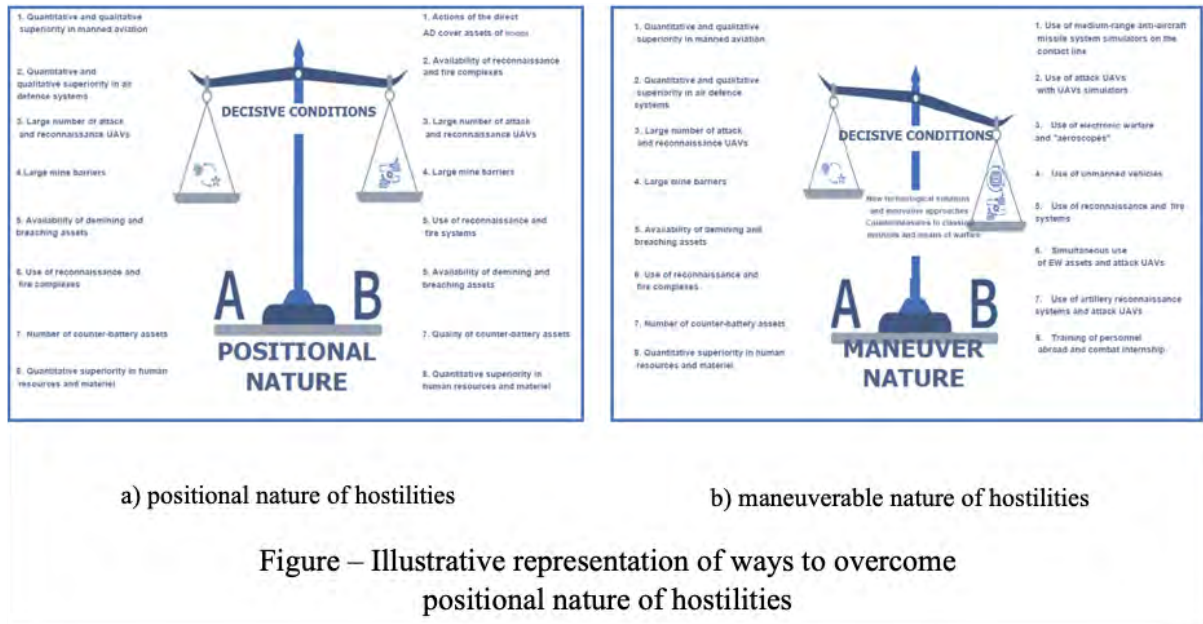 1. Quantitative and qualitative
superiority in manned aviation
2. Quantitative and
qualitative superiority in air
defence systems
3. Large number of attack
and reconnaissance UAVs
4.Large mine barriers
5. Availability of demining and
breaching assets
6. Use of reconnaissance and
fire complexes
7. Number of counter-battery assets
8. Quantitative superiority in human
resources and materiel
DECISIVE CONDITIONS
A B
POSITIONAL
NATURE
1. Actions of the direct
AD cover assets of
2. Availability of reconnaissance
and fire complexes
3. Large number of attack
and reconnaissance UAVs
4. Large mine barriers
5. Use of reconnaissance and
fire systems
6. Availability of demining and
breaching assets
7. Quality of counter-battery assets
8. Quantitative superiority in
human resources and materiel
1. Quantitative and qualitative
superiority in manned aviation
2. Quantitative and qualitative
superiority in air defence
systems
3. Large number of attack
and reconnaissance UAVs
4. Large mine barriers
5. Availability of demining and
breaching assets
6. Use of reconnaissance and
fire complexes
7. Number of counter-battery assets
8. Quantitative superiority in human
resources and materiel
DECISIVE CONDITIONS
New technological solutions
and innovative approaches
Countermeasures to classical
methods and means of warfare
A B
MANEUVER
NATURE
1. Use of medium-range anti-aircraft
missile system simulators on the
contact line
2. Use of attack UAVs
with UAVs simulators
3. Use of electronic warfare
and "aeroscopes"
4. Use of unmanned vehicles
5. Use of reconnaissance and fire
systems
6. Simultaneous use
of EW assets and attack UAVs
7. Use of artillery reconnaissance
systems and attack UAVs
8. Training of personnel
abroad and combat internship
a) positional nature of hostilities
b) maneuverable nature of hostilities
Figure – Illustrative representation of ways to overcome
positional nature of hostilities